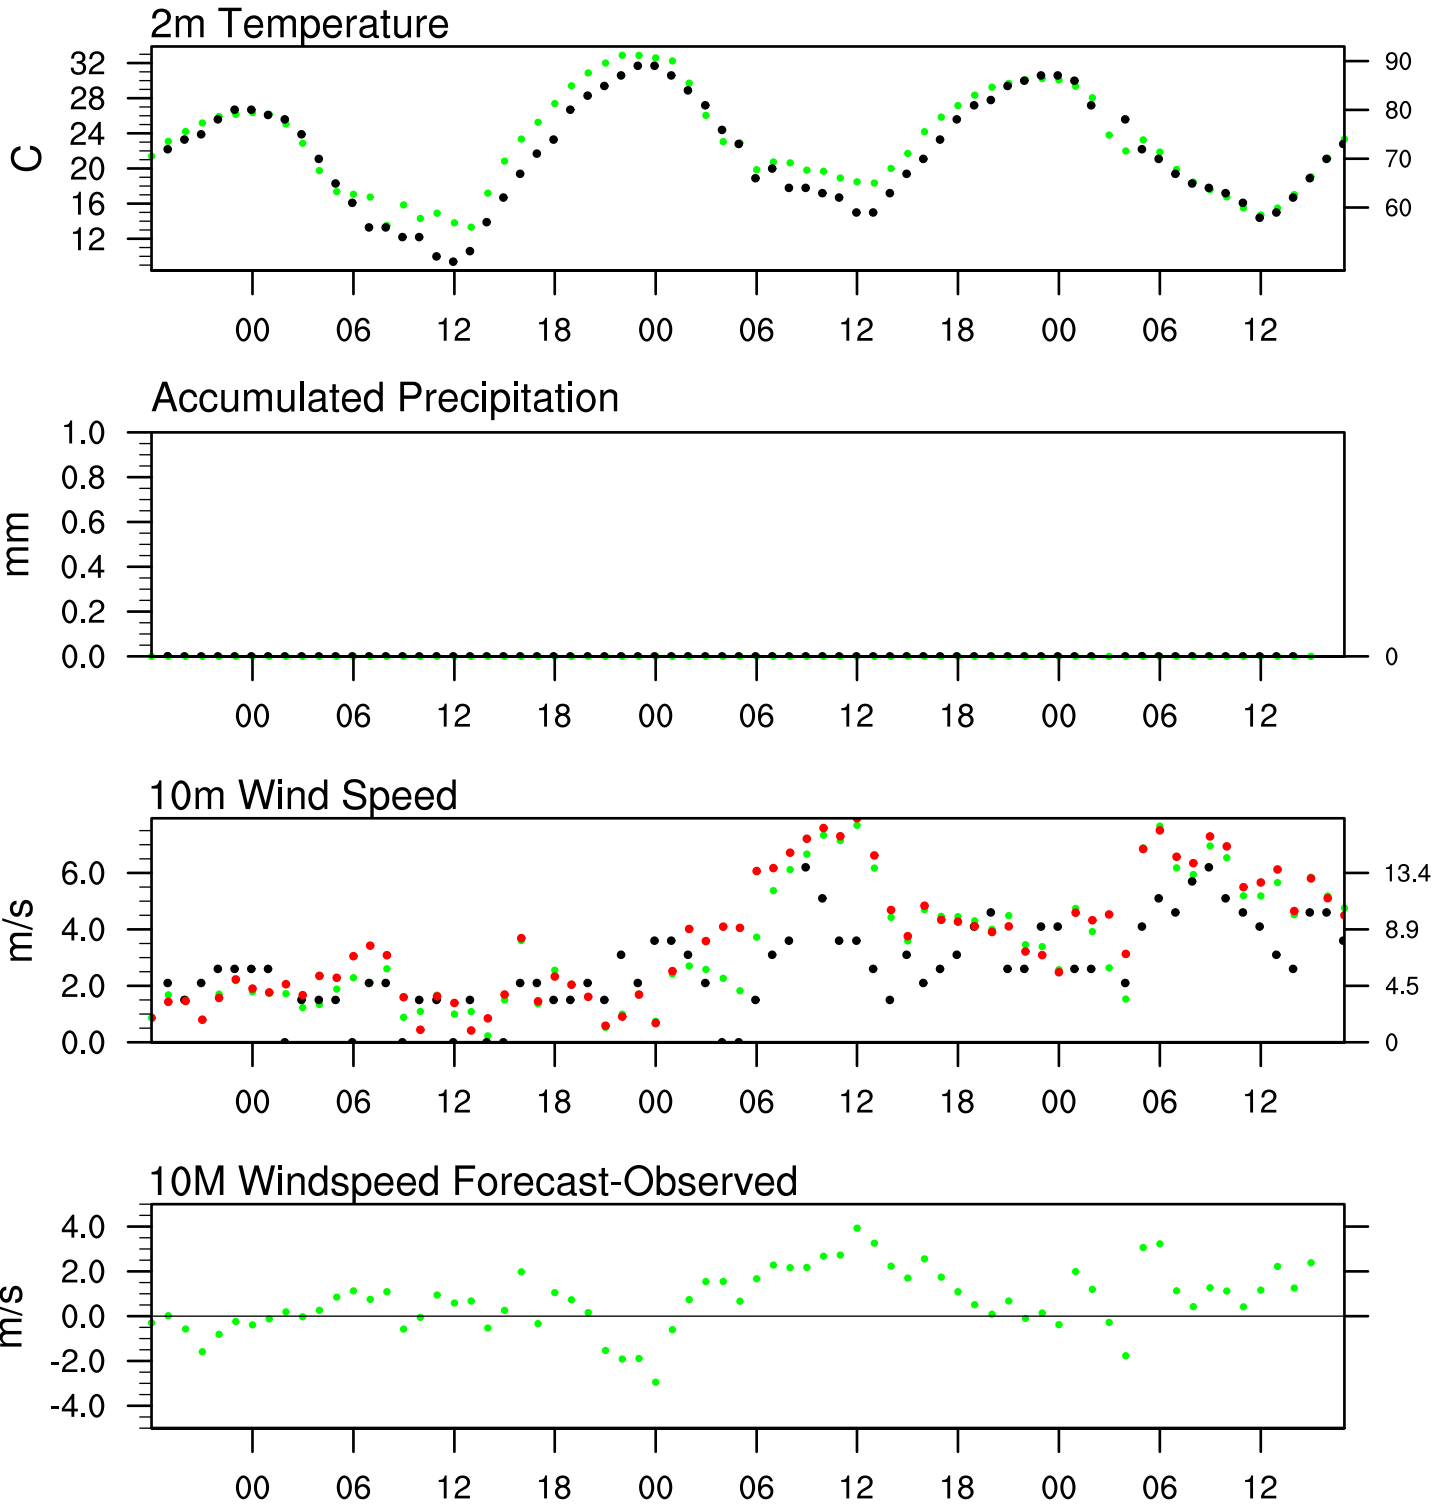 2m Temperature
32
28
24
20
16
12
C
90
80
70
60
00 06 12 18 00 06 12 18 00 06 12
Accumulated Precipitation
1.0
0.8
0.6
0.4
0.2
0.0
mm
0
00 06 12 18 00 06 12 18 00 06 12
10m Wind Speed
6.0
4.0
2.0
0.0
m/s
13.4
8.9
4.5
0
00 06 12 18 00 06 12 18 00 06 12
10M Windspeed Forecast-Observed
4.0
2.0
0.0
-2.0
-4.0
m/s
00 06 12 18 00 06 12 18 00 06 12